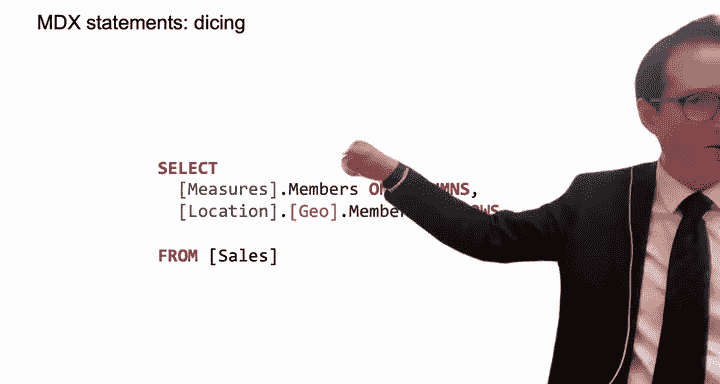 MDX statements: dicing
SELECT
[Measures].Members
[Location].[Geo].
FROM [Sales]